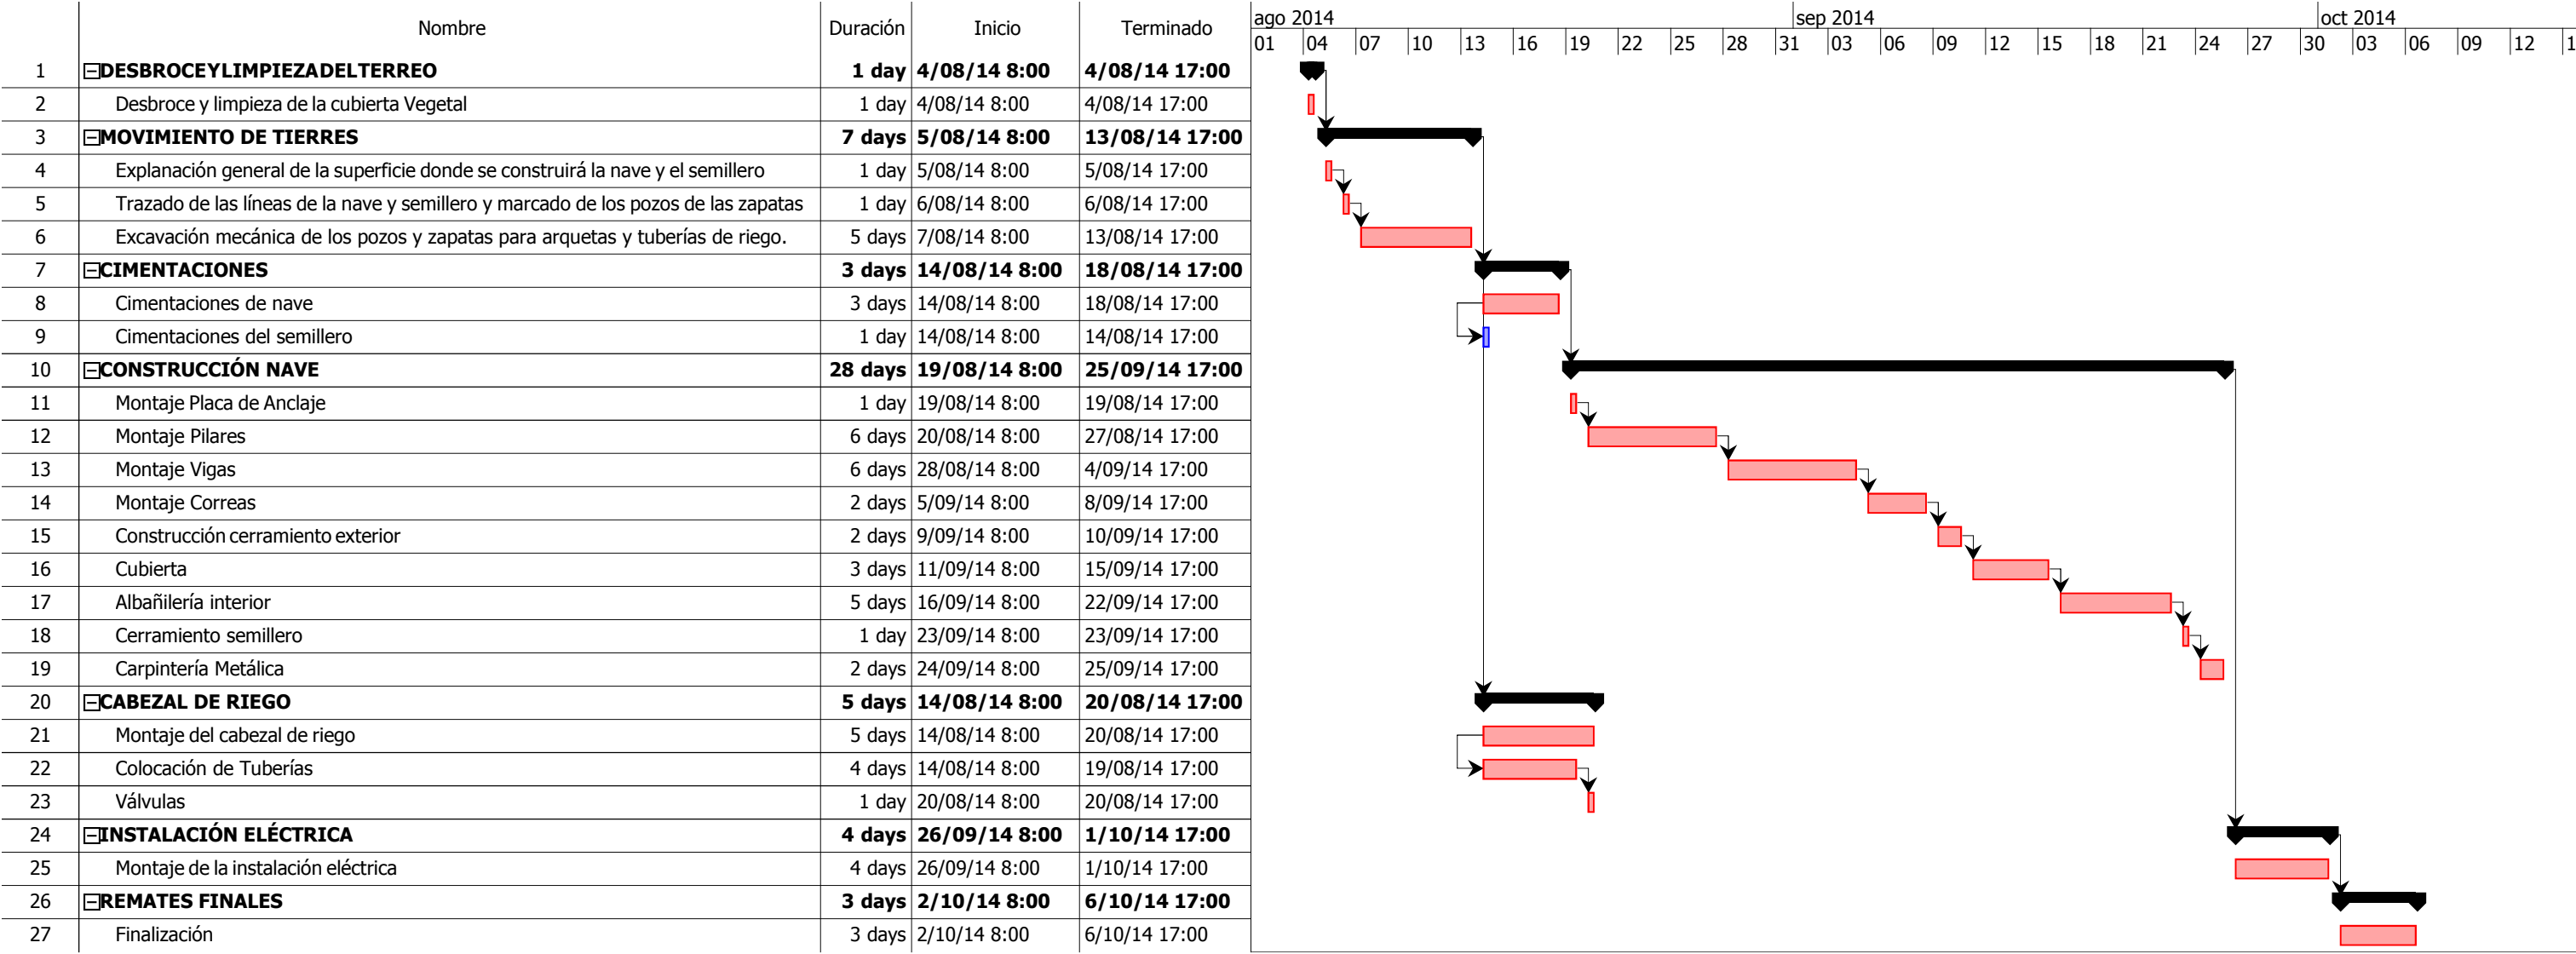 Nombre Duración Inicio Terminado
ago 2014 sep 2014 oct 2014
01 04 07 10 13 16 19 22 25 28 31 03 06 09 12 15 18 21 24 27 30 03 06 09 12 1
1 DESBROCEYLIMPIEZADELTERREO 1 day 4/08/14 8:00 4/08/14 17:00
2 Desbroce y limpieza de la cubierta Vegetal 1 day 4/08/14 8:00 4/08/14 17:00
3 MOVIMIENTO DE TIERRES 7 days 5/08/14 8:00 13/08/14 17:00
4 Explanación general de la superficie donde se construirá la nave y el semillero 1 day 5/08/14 8:00 5/08/14 17:00
5 Trazado de las líneas de la nave y semillero y marcado de los pozos de las zapatas 1 day 6/08/14 8:00 6/08/14 17:00
6 Excavación mecánica de los pozos y zapatas para arquetas y tuberías de riego. 5 days 7/08/14 8:00 13/08/14 17:00
7 CIMENTACIONES 3 days 14/08/14 8:00 18/08/14 17:00
8 Cimentaciones de nave 3 days 14/08/14 8:00 18/08/14 17:00
9 Cimentaciones del semillero 1 day 14/08/14 8:00 14/08/14 17:00
10 CONSTRUCCIÓN NAVE 28 days 19/08/14 8:00 25/09/14 17:00
11 Montaje Placa de Anclaje 1 day 19/08/14 8:00 19/08/14 17:00
12 Montaje Pilares 6 days 20/08/14 8:00 27/08/14 17:00
13 Montaje Vigas 6 days 28/08/14 8:00 4/09/14 17:00
14 Montaje Correas 2 days 5/09/14 8:00 8/09/14 17:00
15 Construcción cerramiento exterior 2 days 9/09/14 8:00 10/09/14 17:00
16 Cubierta 3 days 11/09/14 8:00 15/09/14 17:00
17 Albañilería interior 5 days 16/09/14 8:00 22/09/14 17:00
18 Cerramiento semillero 1 day 23/09/14 8:00 23/09/14 17:00
19 Carpintería Metálica 2 days 24/09/14 8:00 25/09/14 17:00
20 CABEZAL DE RIEGO 5 days 14/08/14 8:00 20/08/14 17:00
21 Montaje del cabezal de riego 5 days 14/08/14 8:00 20/08/14 17:00
22 Colocación de Tuberías 4 days 14/08/14 8:00 19/08/14 17:00
23 Válvulas 1 day 20/08/14 8:00 20/08/14 17:00
24 INSTALACIÓN ELÉCTRICA 4 days 26/09/14 8:00 1/10/14 17:00
25 Montaje de la instalación eléctrica 4 days 26/09/14 8:00 1/10/14 17:00
26 REMATES FINALES 3 days 2/10/14 8:00 6/10/14 17:00
27 Finalización 3 days 2/10/14 8:00 6/10/14 17:00